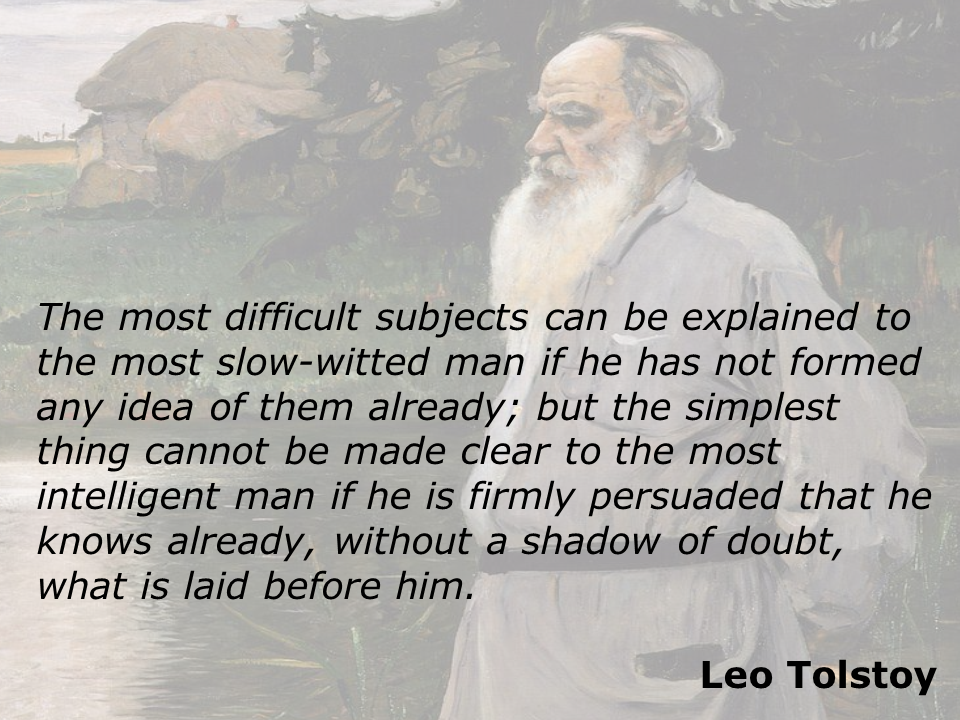 The most difficult subjects can be explained to
the most slow-witted man if he has not formed
any idea of them already; but the simplest
thing cannot be made clear to the most
intelligent man if he is firmly persuaded that he
knows already, without a shadow of doubt,
what is laid before him.
Leo Tolstoy